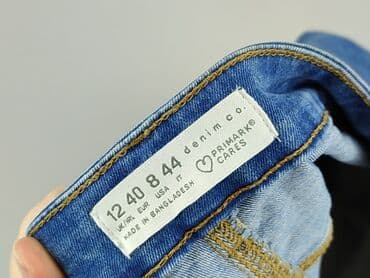 12 40 8 44 denim co.
UK/IRL EUR USA IT
MADE IN BANGLADESH
PRIMARK®
CARES